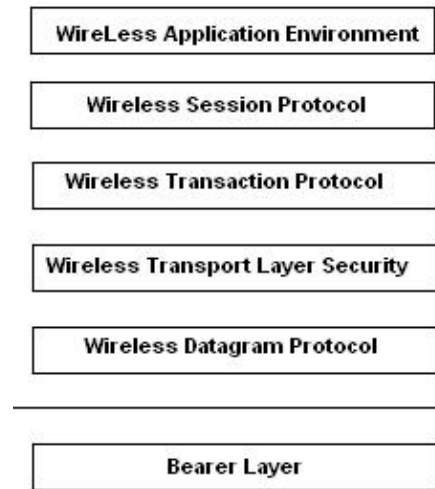 WireLess Application Environment
Wireless Session Protocol
Wireless Transaction Protocol
Wireless Transport Layer Security
Wireless Datagram Protocol
Bearer Layer